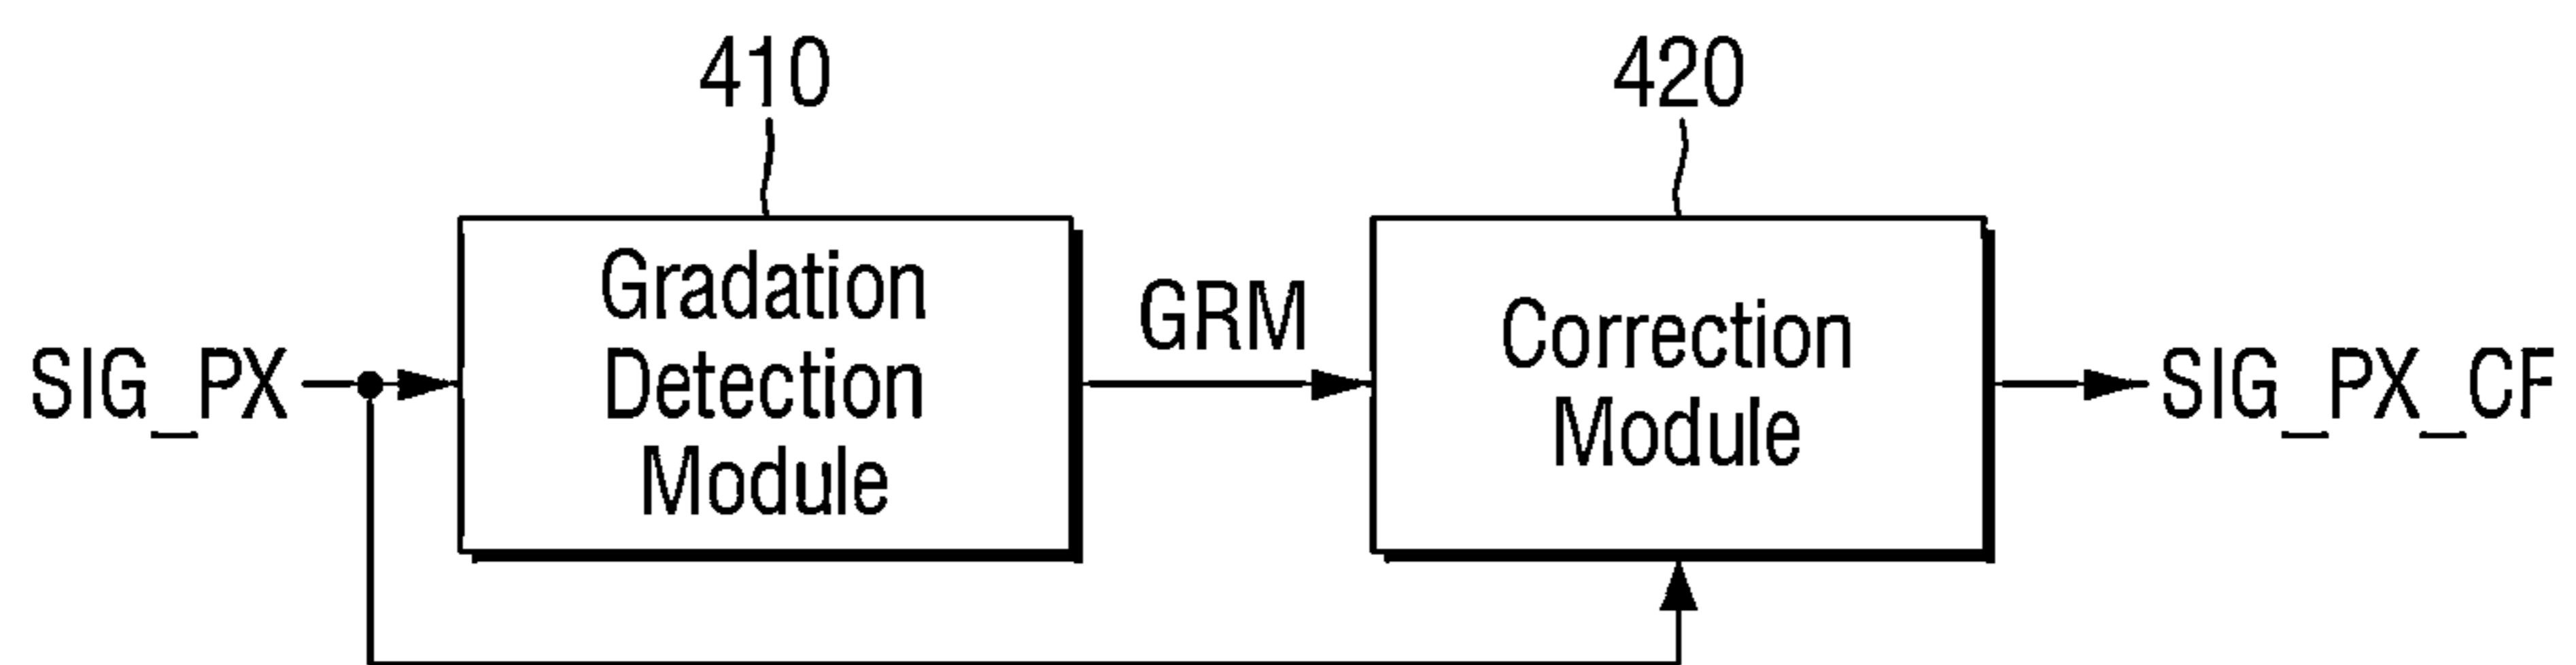 410
420
Gradation
Detection
Module
GRM
Correction
Module
SIG_PX
SIG_PX_CF